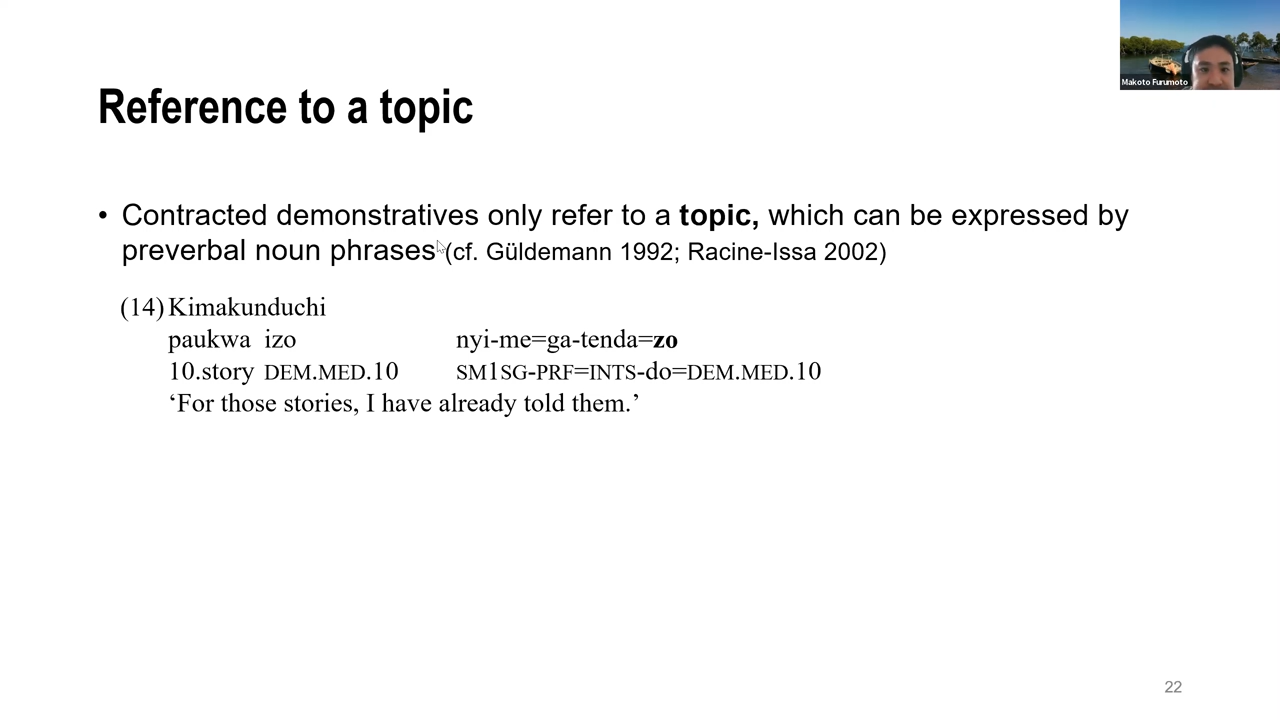 Makoto Furumoto
Reference to a topic
• Contracted demonstratives only refer to a topic, which can be expressed by
preverbal noun phrases (cf. Güldemann 1992; Racine-Issa 2002)
(14) Kimakunduchi
paukwa izo nyi-me=ga-tenda=zo
10.story DEM.MED.10 SM1SG-PRF=INTS-do=DEM.MED.10
‘For those stories, I have already told them.’
22